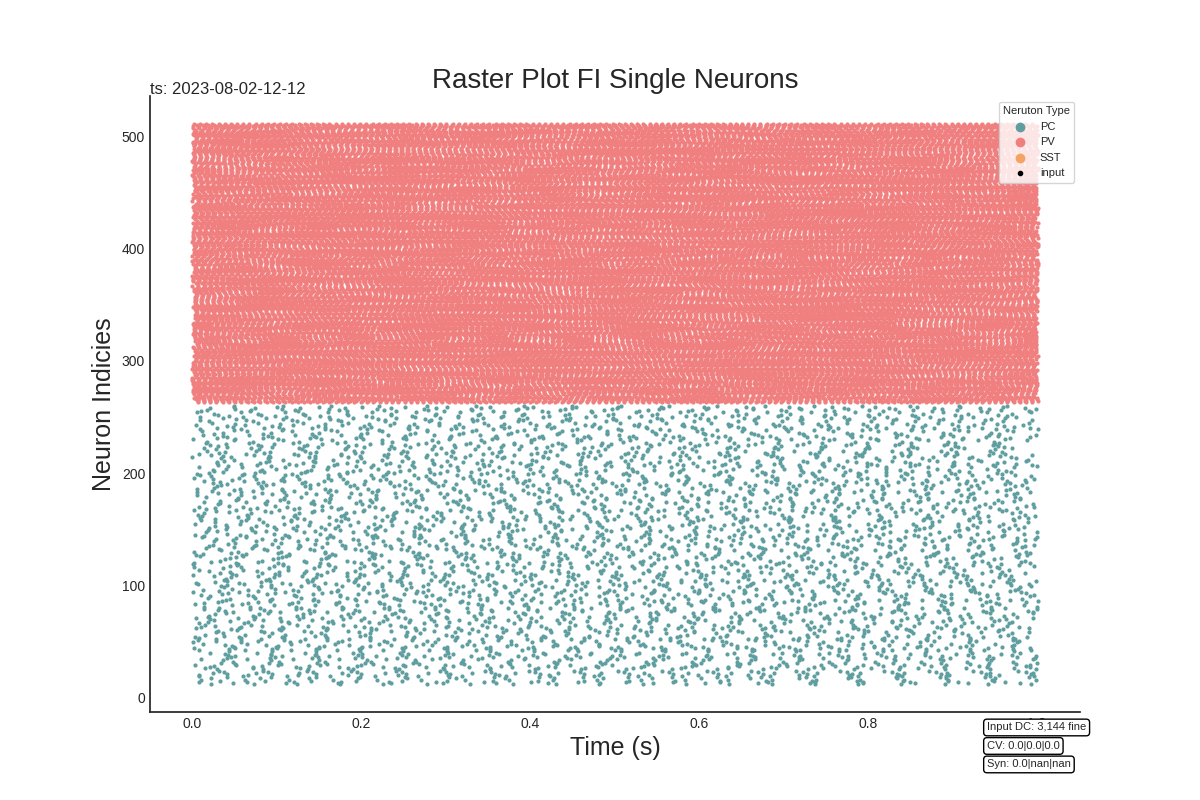 Raster Plot FI Single Neurons
ts: 2023-08-02-12-12
Neruton Type
PC
PV
SST
input
Neuron Indicies
500
400
300
200
100
0
0.0
0.2
0.4
0.6
0.8
Time (s)
Input DC: 3,144 fine
CV: 0.0|0.0|0.0
Syn: 0.0|nan|nan